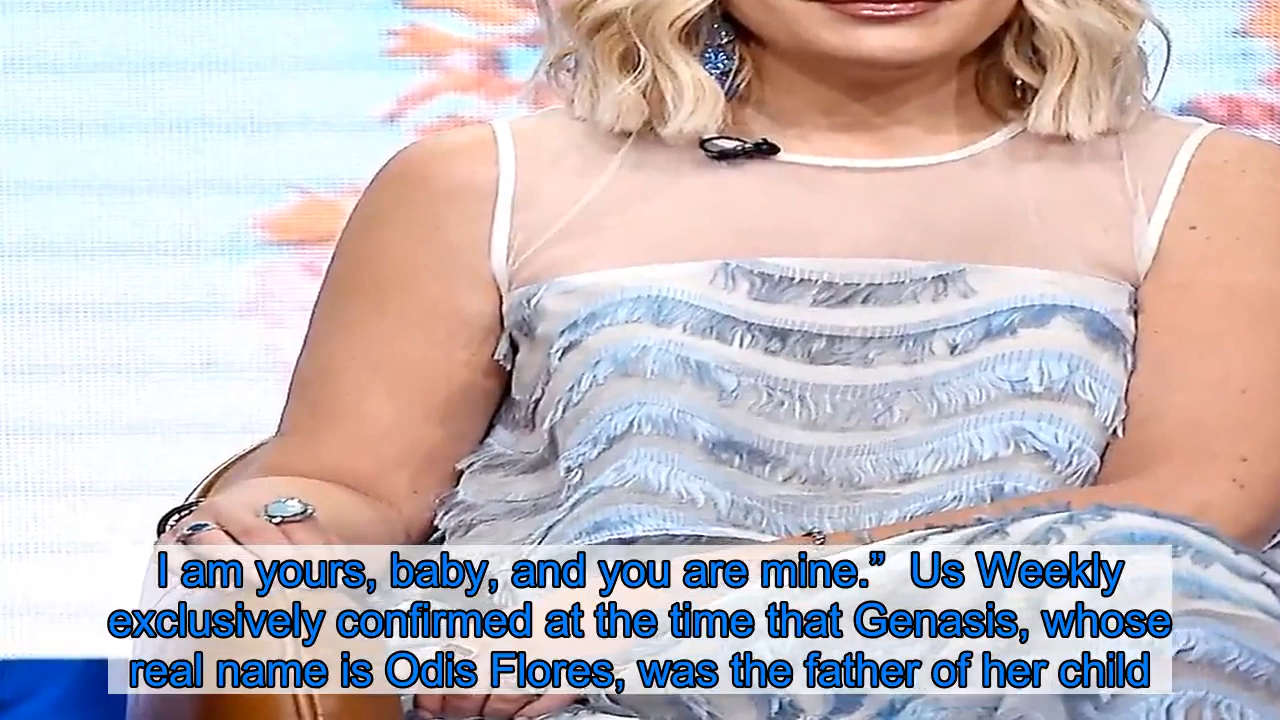 I am yours, baby, and you are mine.”  Us Weekly
exclusively confirmed at the time that Genasis, whose
real name is Odis Flores, was the father of her child